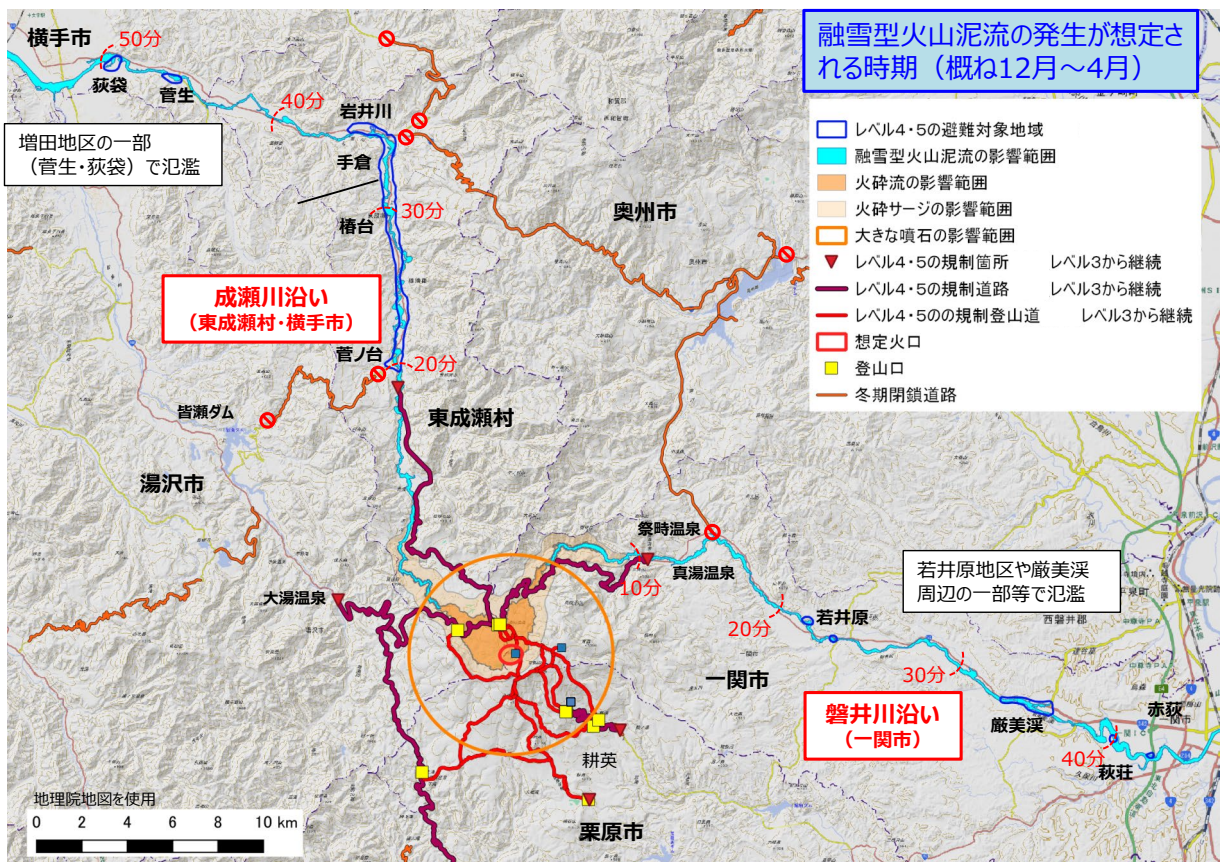 融雪型火山泥流の発生が想定さ
れる時期（概ね12月～4月）
横手市
50分
荻袋
菅生
40分
岩井川
増田地区の一部
（菅生・荻袋）で氾濫
手倉
30分
椿台
奥州市
レベル4・5の避難対象地域
融雪型火山泥流の影響範囲
火砕流の影響範囲
火砕サージの影響範囲
大きな噴石の影響範囲
レベル4・5の規制箇所　レベル3から継続
レベル4・5の規制道路　レベル3から継続
レベル4・5のの規制登山道　レベル3から継続
想定火口
登山口
冬期閉鎖道路
成瀬川沿い
（東成瀬村・横手市）
菅ノ台
20分
皆瀬ダム
東成瀬村
湯沢市
祭時温泉
真湯温泉
10分
大湯温泉
若井原地区や厳美渓
周辺の一部等で氾濫
平泉町
西磐井郡
20分
若井原
一関市
30分
磐井川沿い
（一関市）
厳美渓
赤荻
一関市
一関IC
40分
萩荘
耕英
栗原市
地理院地図を使用
0 2 4 6 8 10 km